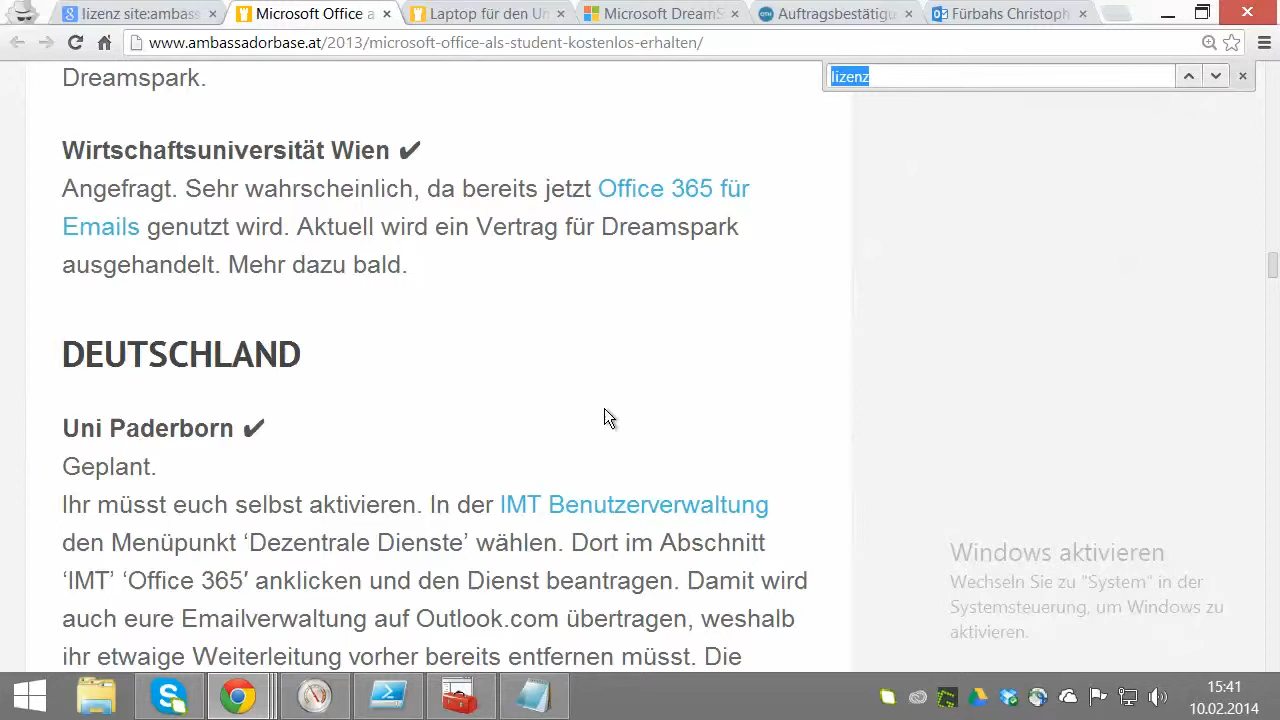 lizenz site:ambass
Microsoft Office a
Laptop für den Un
Microsoft DreamS
Auftragsbestätig
Fürbahs Christoph
www.ambassadorbase.at/2013/microsoft-office-als-student-kostenlos-erhalten/
lizenz
Dreamspark.
Wirtschaftsuniversität Wien ✔
Angefragt. Sehr wahrscheinlich, da bereits jetzt Office 365 für
Emails genutzt wird. Aktuell wird ein Vertrag für Dreamspark
ausgehandelt. Mehr dazu bald.
DEUTSCHLAND
Uni Paderborn ✔
Geplant.
Ihr müsst euch selbst aktivieren. In der IMT Benutzerverwaltung
den Menüpunkt ‘Dezentrale Dienste’ wählen. Dort im Abschnitt
‘IMT’ ‘Office 365′ anklicken und den Dienst beantragen. Damit wird
auch eure Emailverwaltung auf Outlook.com übertragen, weshalb
ihr etwaige Weiterleitung vorher bereits entfernen müsst. Die
Windows aktivieren
Wechseln Sie zu "System" in der
Systemsteuerung, um Windows zu
aktivieren.
15:41
10.02.2014